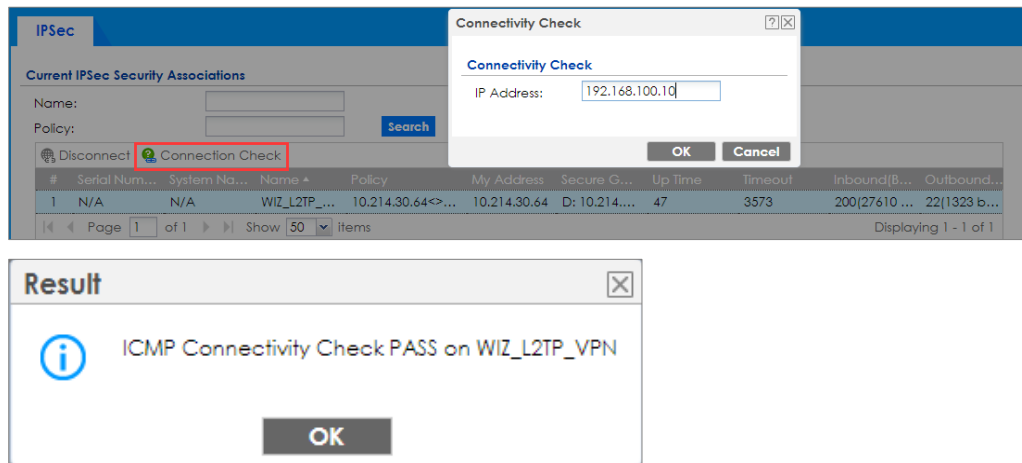 IPSec
Current IPSec Security Associations
Name:
Policy:
Search
Disconnect Connection Check
# Serial Num... System Na... Name Policy My Address Secure G... Up Time Timeout Inbound(B... Outbound...
1 N/A N/A WIZ_L2TP_... 10.214.30.64<>... 10.214.30.64 D: 10.214.... 47 3573 200(27610 ... 22(1323 b...
Page 1 of 1 Show 50 items Displaying 1 - 1 of 1
Connectivity Check
Connectivity Check
IP Address: 192.168.100.10
OK Cancel
Result
ICMP Connectivity Check PASS on WIZ_L2TP_VPN
OK